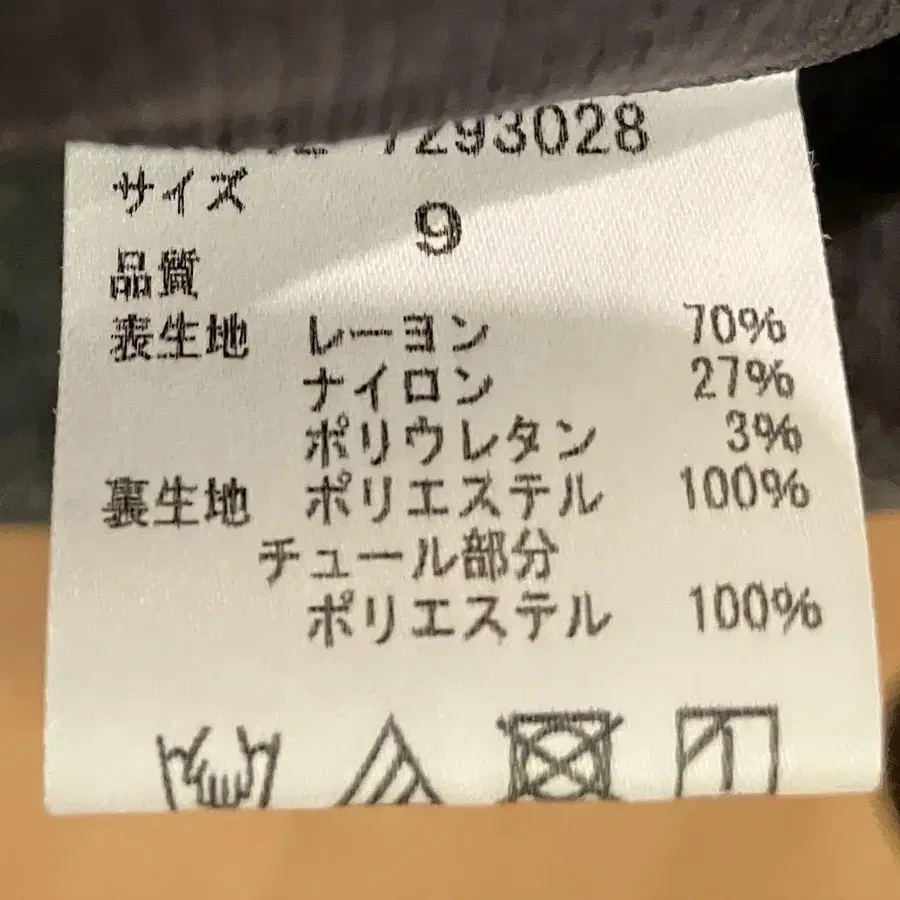 7293028
サイズ
9
品質
表生地 レーヨン 70%
ナイロン 27%
ポリウレタン 3%
裏生地 ポリエステル 100%
チュール部分
ポリエステル 100%